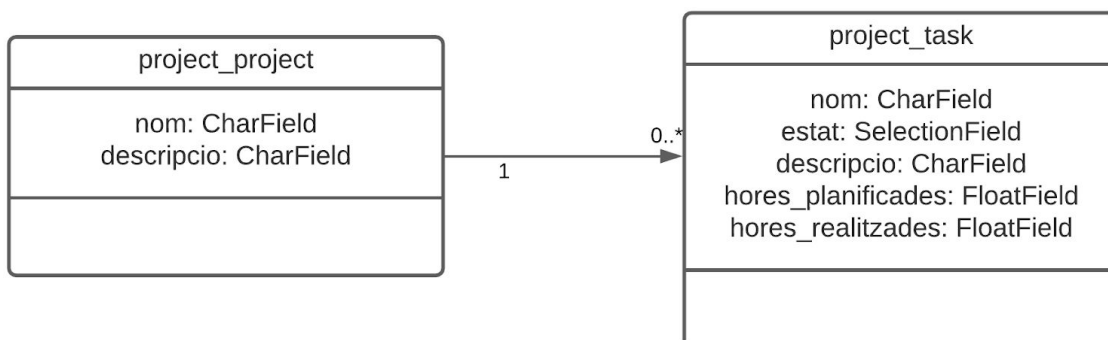 project_project
nom: CharField
descripcio: CharField
1
0..*
project_task
nom: CharField
estat: SelectionField
descripcio: CharField
hores_planificades: FloatField
hores_realitzades: FloatField